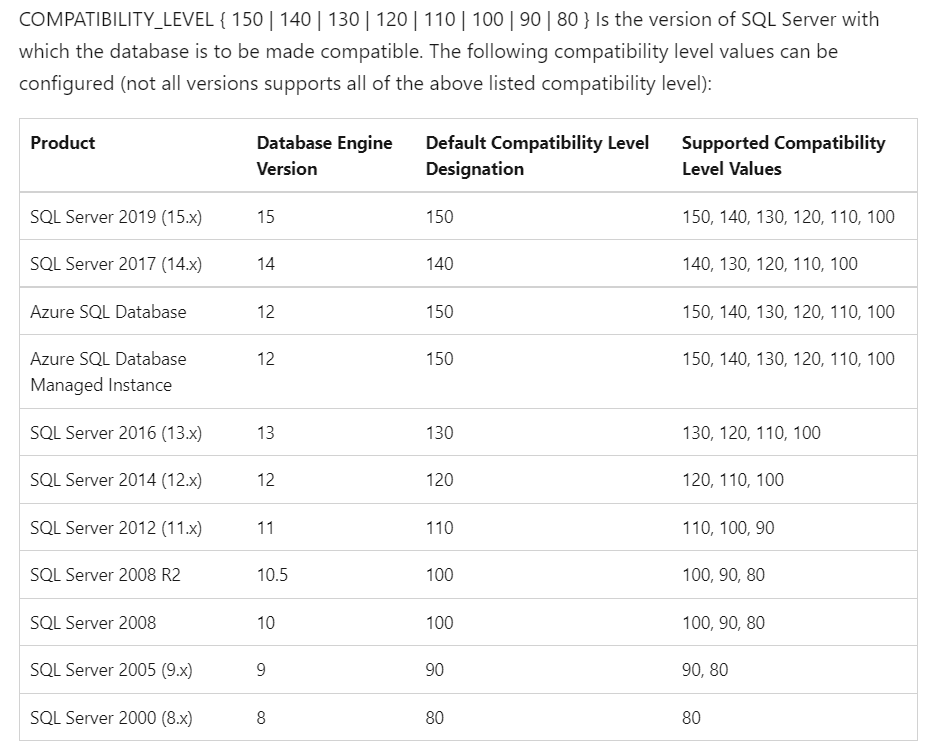 COMPATIBILITY_LEVEL { 150 | 140 | 130 | 120 | 110 | 100 | 90 | 80 } Is the version of SQL Server with
which the database is to be made compatible. The following compatibility level values can be
configured (not all versions supports all of the above listed compatibility level):
Product Database Engine Version Default Compatibility Level Designation Supported Compatibility Level Values
SQL Server 2019 (15.x) 15 150 150, 140, 130, 120, 110, 100
SQL Server 2017 (14.x) 14 140 140, 130, 120, 110, 100
Azure SQL Database 12 150 150, 140, 130, 120, 110, 100
Azure SQL Database Managed Instance 12 150 150, 140, 130, 120, 110, 100
SQL Server 2016 (13.x) 13 130 130, 120, 110, 100
SQL Server 2014 (12.x) 12 120 120, 110, 100
SQL Server 2012 (11.x) 11 110 110, 100, 90
SQL Server 2008 R2 10.5 100 100, 90, 80
SQL Server 2008 10 100 100, 90, 80
SQL Server 2005 (9.x) 9 90 90, 80
SQL Server 2000 (8.x) 8 80 80